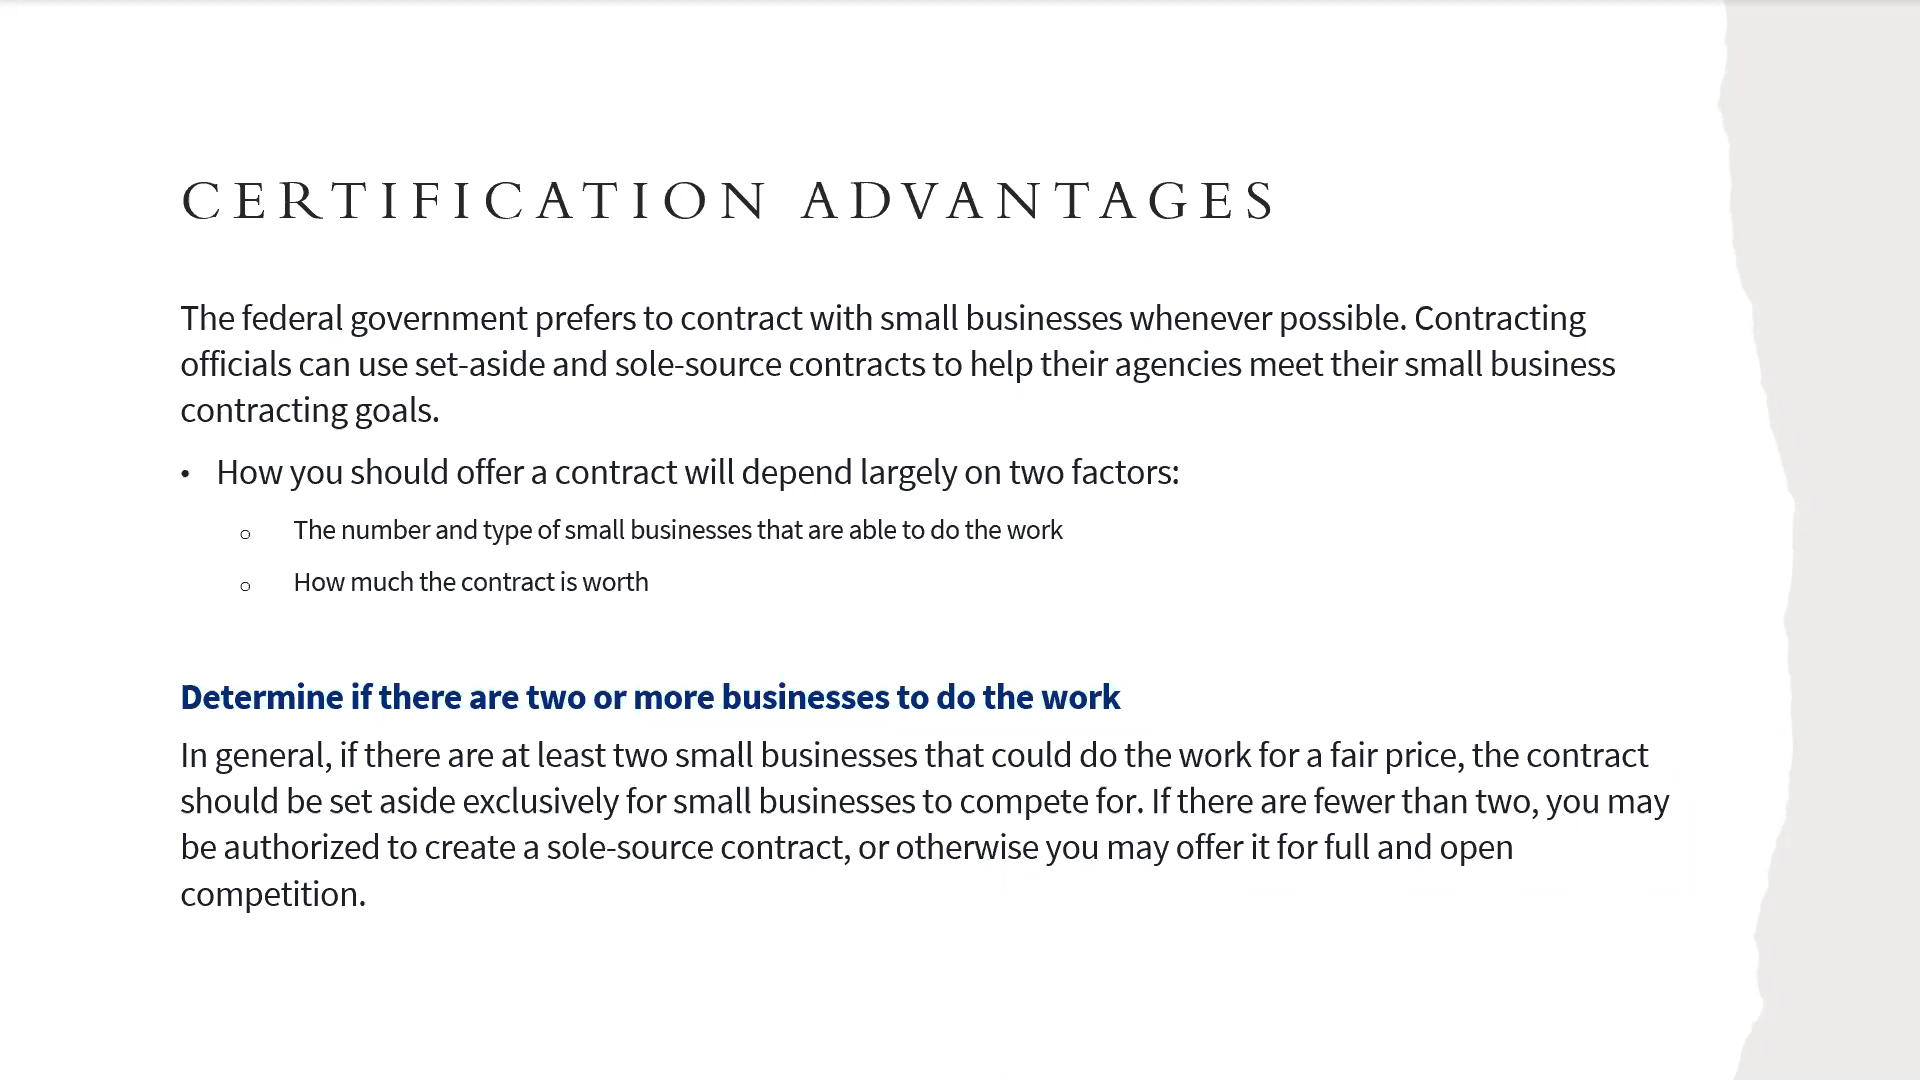 CERTIFICATION ADVANTAGES
The federal government prefers to contract with small businesses whenever possible. Contracting
officials can use set-aside and sole-source contracts to help their agencies meet their small business
contracting goals.
• How you should offer a contract will depend largely on two factors:
o The number and type of small businesses that are able to do the work
o How much the contract is worth
Determine if there are two or more businesses to do the work
In general, if there are at least two small businesses that could do the work for a fair price, the contract
should be set aside exclusively for small businesses to compete for. If there are fewer than two, you may
be authorized to create a sole-source contract, or otherwise you may offer it for full and open
competition.